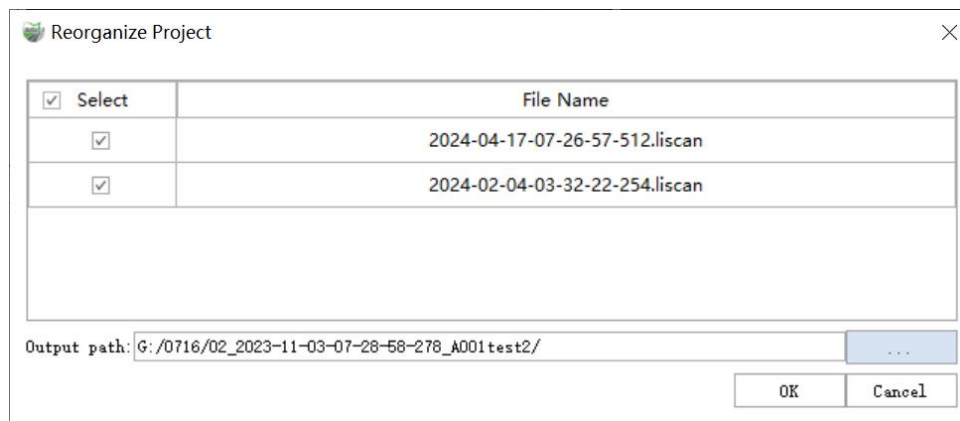 Reorganize Project
Select File Name
2024-04-17-07-26-57-512.liscan
2024-02-04-03-32-22-254.liscan
Output path: G:/0716/02_2023-11-03-07-28-58-278_A001test2/ ...
OK Cancel